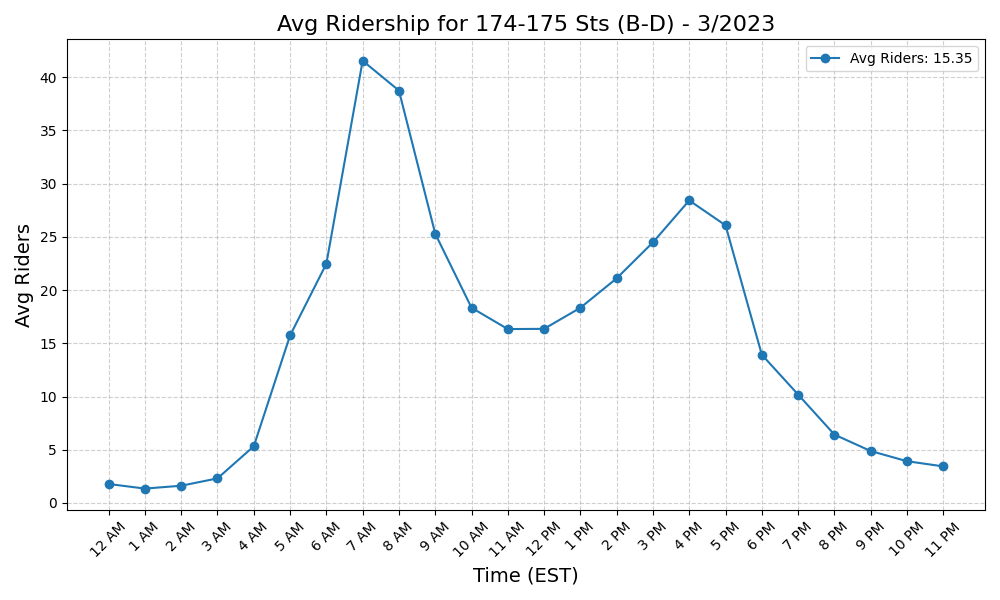 Avg Ridership for 174-175 Sts (B-D) - 3/2023
Avg Riders: 15.35
Avg Riders
40
35
30
25
20
15
10
5
0
12 AM
1 AM
2 AM
3 AM
4 AM
5 AM
6 AM
7 AM
8 AM
9 AM
10 AM
11 AM
12 PM
1 PM
2 PM
3 PM
4 PM
5 PM
6 PM
7 PM
8 PM
9 PM
10 PM
11 PM
Time (EST)